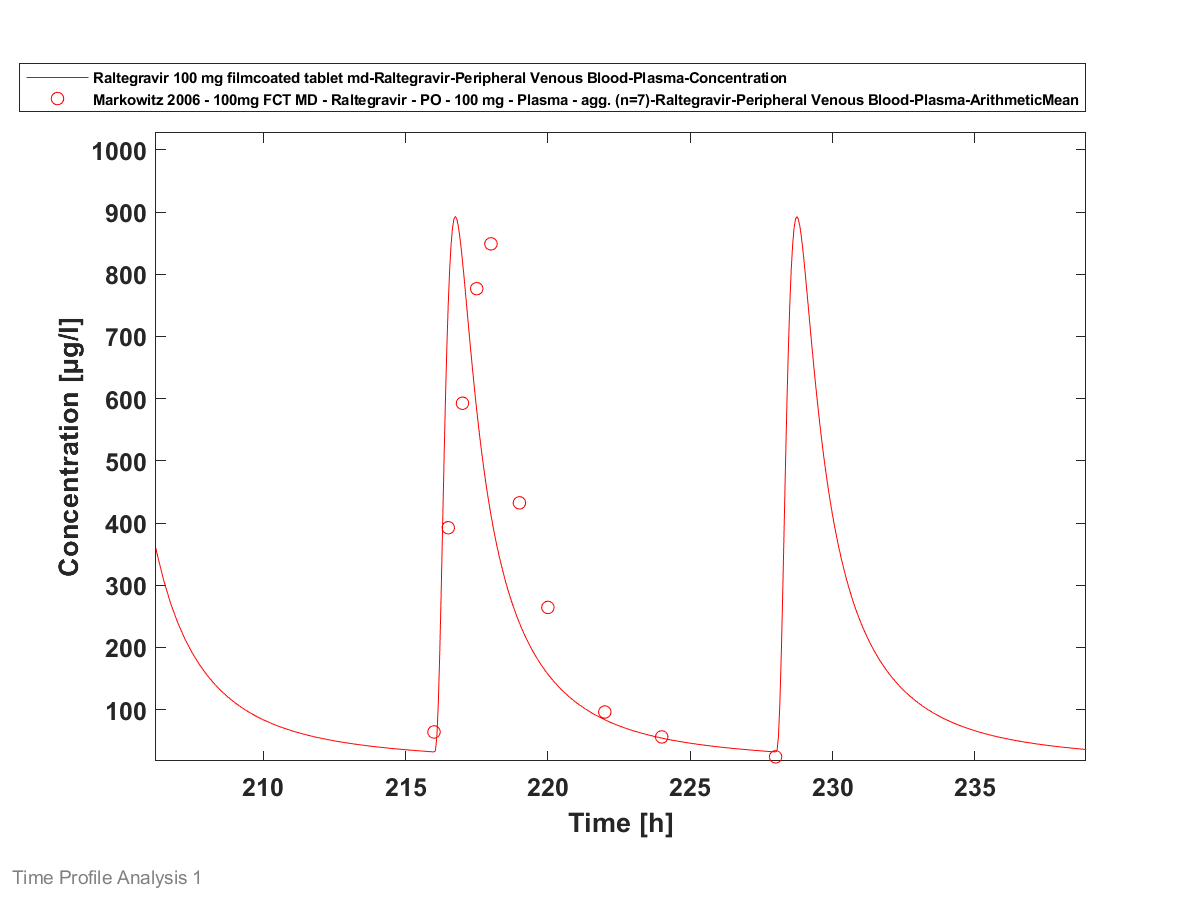 Raltegravir 100 mg filmcoated tablet md-Raltegravir-Peripheral Venous Blood-Plasma-Concentration
Markowitz 2006 - 100mg FCT MD - Raltegravir - PO - 100 mg - Plasma - agg. (n=7)-Raltegravir-Peripheral Venous Blood-Plasma-ArithmeticMean
1000
900
800
700
600
500
400
300
200
100
Concentration [µg/l]
210 215 220 225 230 235
Time [h]
Time Profile Analysis 1